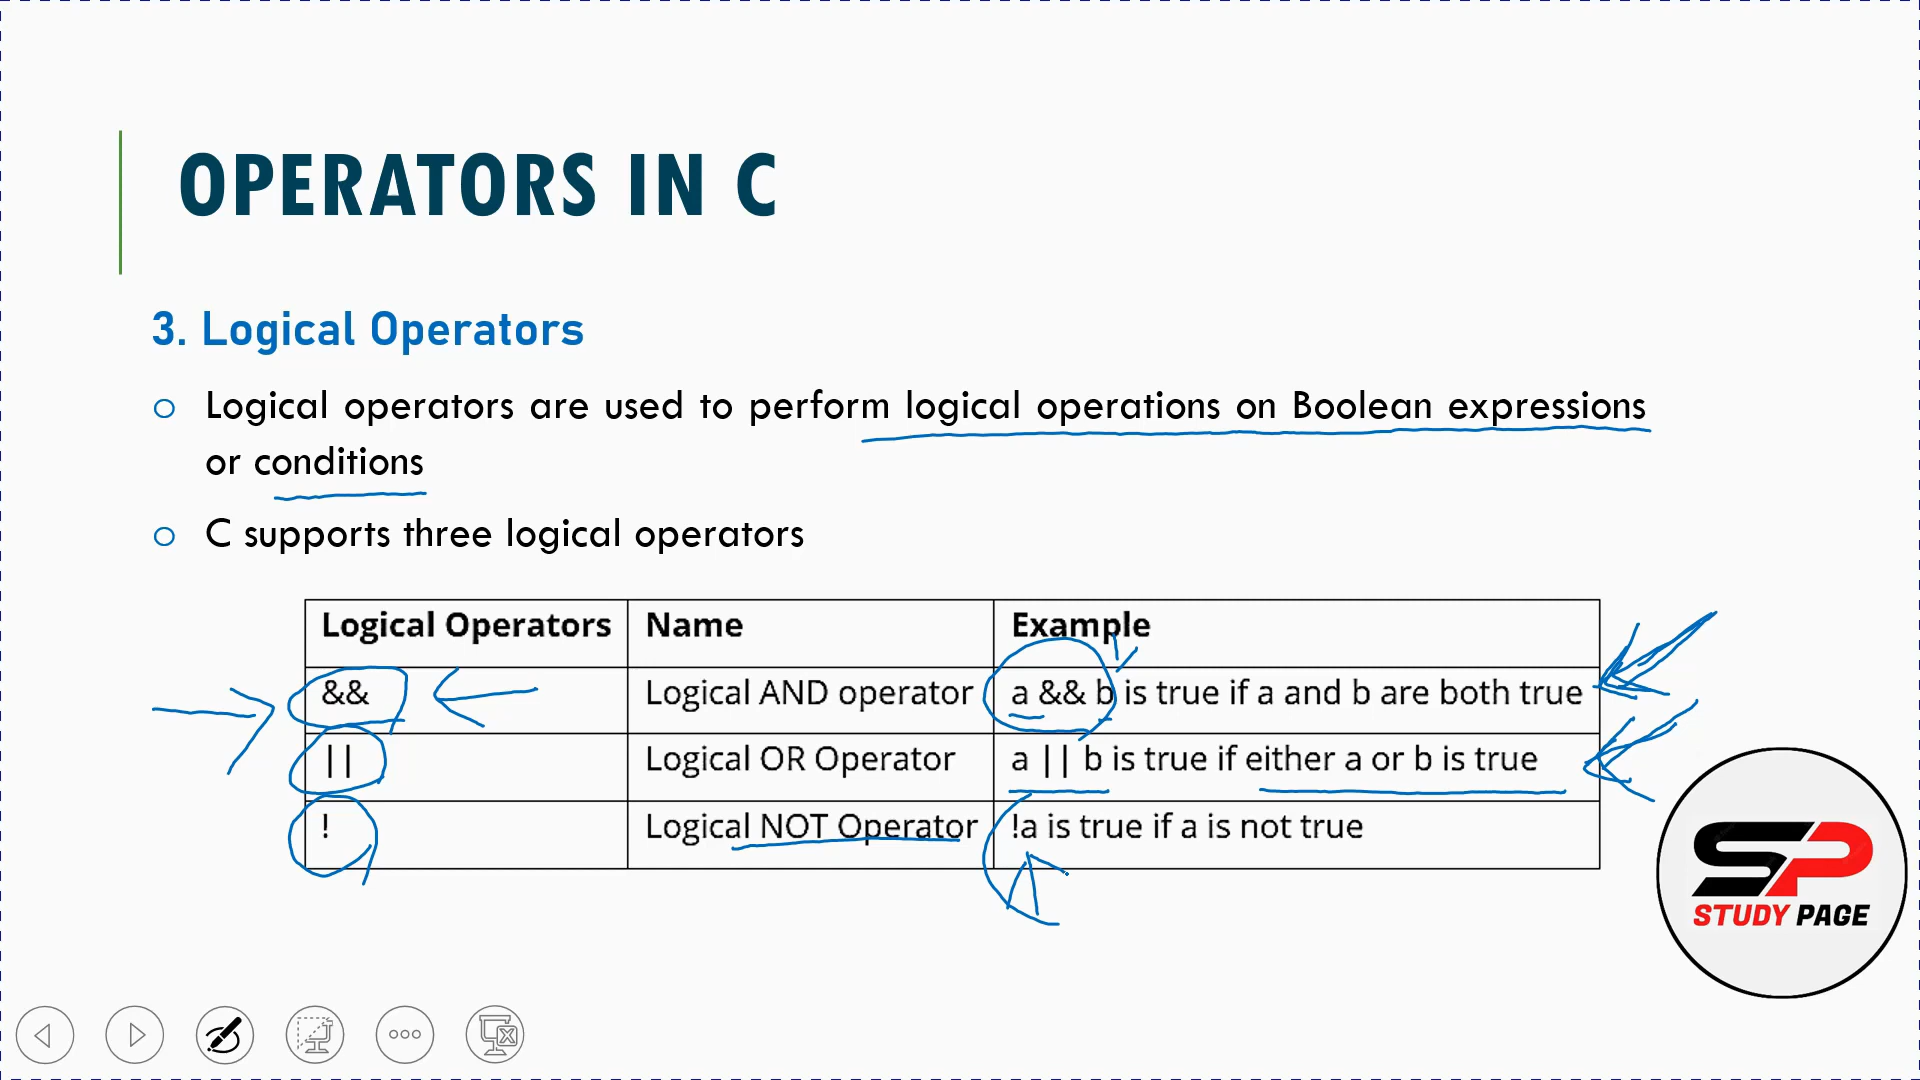 OPERATORS IN C
3. Logical Operators
Logical operators are used to perform logical operations on Boolean expressions
or conditions
C supports three logical operators
Logical Operators Name Example
&& Logical AND operator a && b is true if a and b are both true
|| Logical OR Operator a || b is true if either a or b is true
! Logical NOT Operator !a is true if a is not true
SP
STUDY PAGE